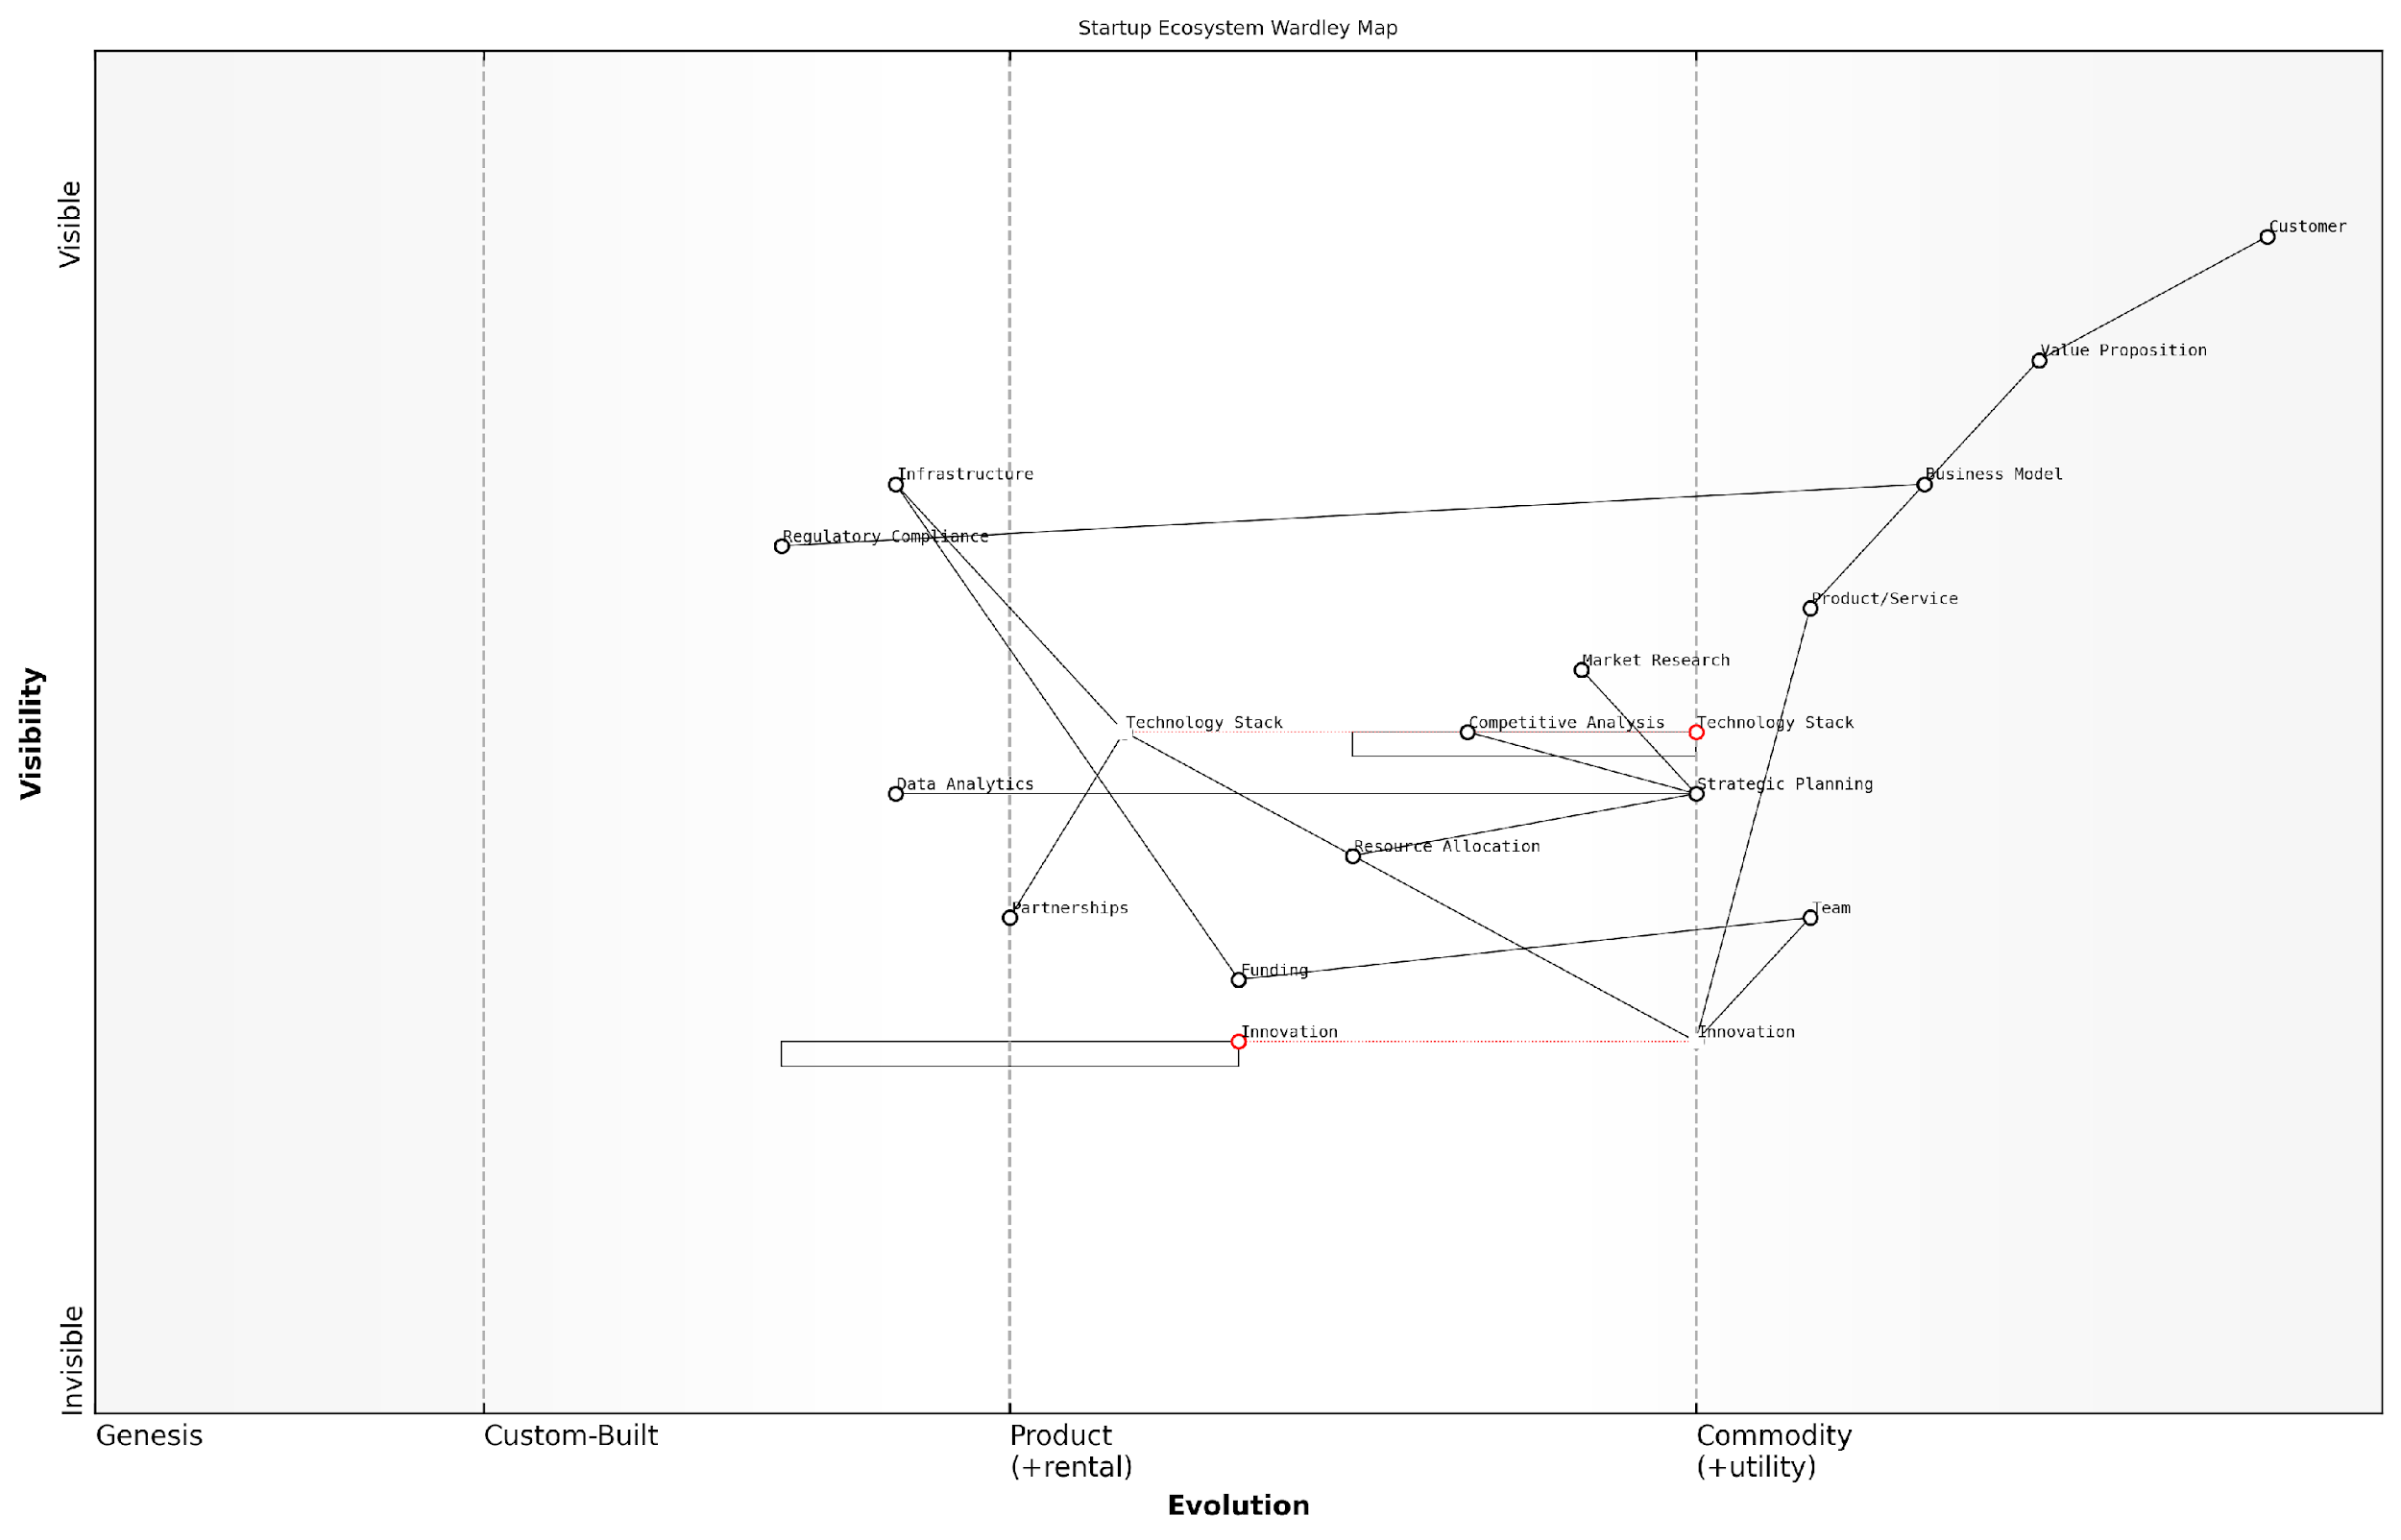 Startup Ecosystem Wardley Map
Visible
Customer
Value Proposition
Infrastructure
Business Model
Regulatory Compliance
Product/Service
Market Research
Technology Stack
Competitive Analysis
Technology Stack
Visibility
Data Analytics
Strategic Planning
Resource Allocation
Partnerships
Team
Funding
Innovation
Innovation
Invisible
Genesis
Custom-Built
Product
(+rental)
Commodity
(+utility)
Evolution